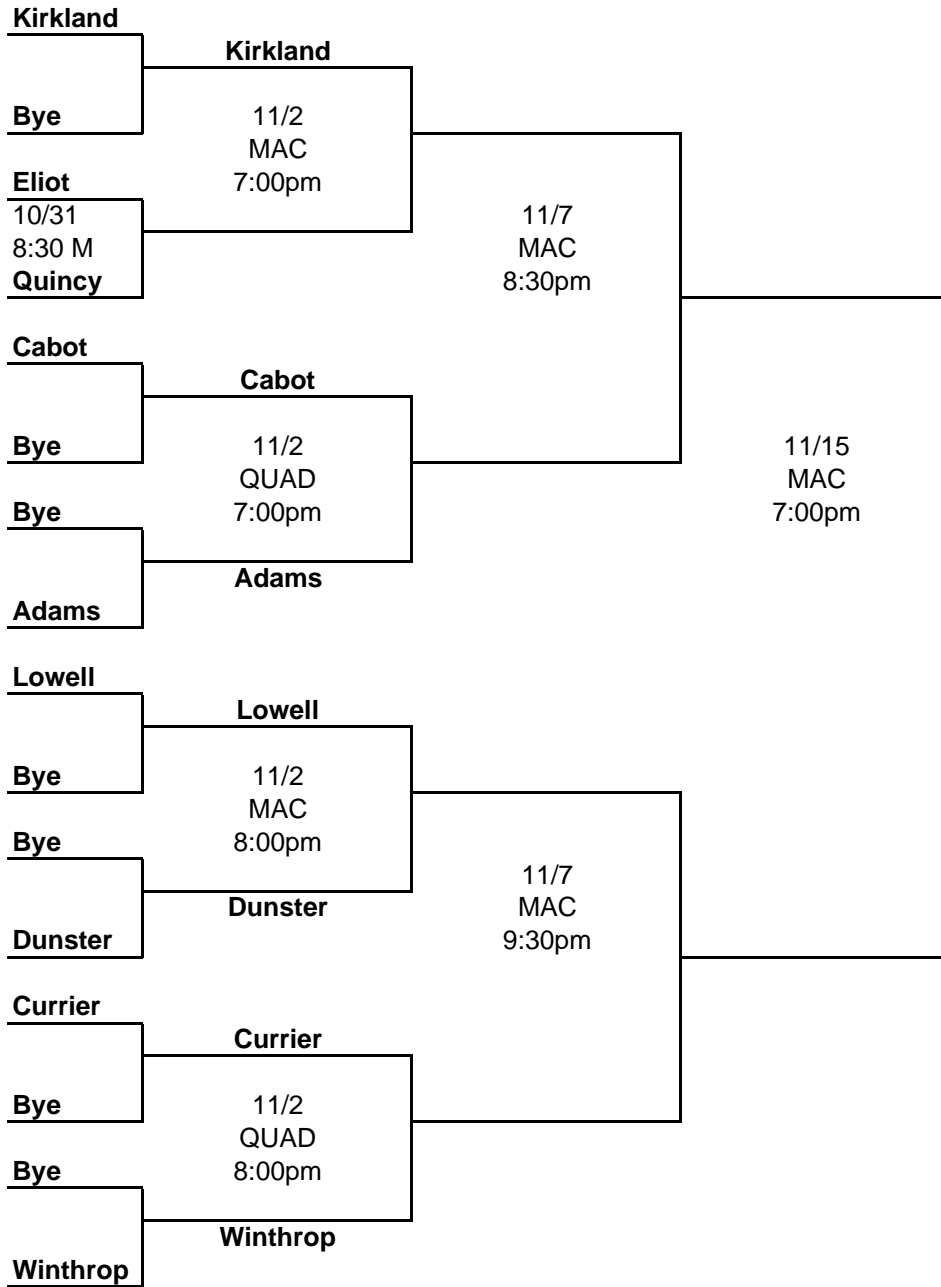 Kirkland
Kirkland
Bye
11/2
MAC
7:00pm
Eliot
10/31
8:30 M
Quincy
11/7
MAC
8:30pm
Cabot
Cabot
Bye
11/2
QUAD
7:00pm
Bye
Adams
Adams
11/15
MAC
7:00pm
Lowell
Lowell
Bye
11/2
MAC
8:00pm
Bye
Dunster
Dunster
11/7
MAC
9:30pm
Currier
Currier
Bye
11/2
QUAD
8:00pm
Bye
Winthrop
Winthrop